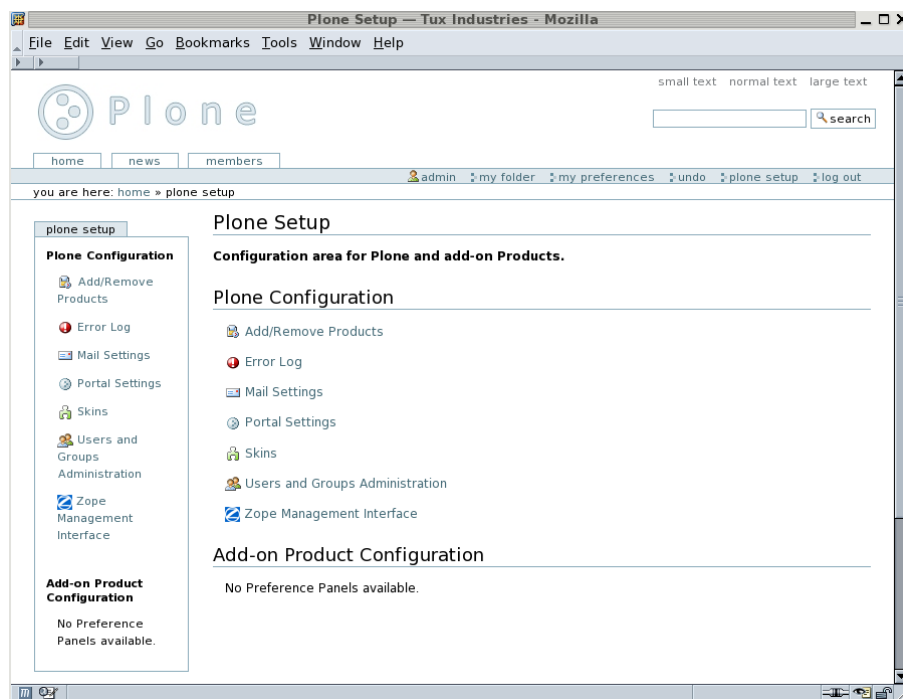 Plone Setup — Tux Industries - Mozilla
File Edit View Go Bookmarks Tools Window Help
small text normal text large text
Plone
search
home news members
admin my folder my preferences undo plone setup log out
you are here: home » plone setup
plone setup
Plone Configuration
Add/Remove
Products
Error Log
Mail Settings
Portal Settings
Skins
Users and
Groups
Administration
Zope
Management
Interface
Add-on Product
Configuration
No Preference
Panels available.
Plone Setup
Configuration area for Plone and add-on Products.
Plone Configuration
Add/Remove Products
Error Log
Mail Settings
Portal Settings
Skins
Users and Groups Administration
Zope Management Interface
Add-on Product Configuration
No Preference Panels available.